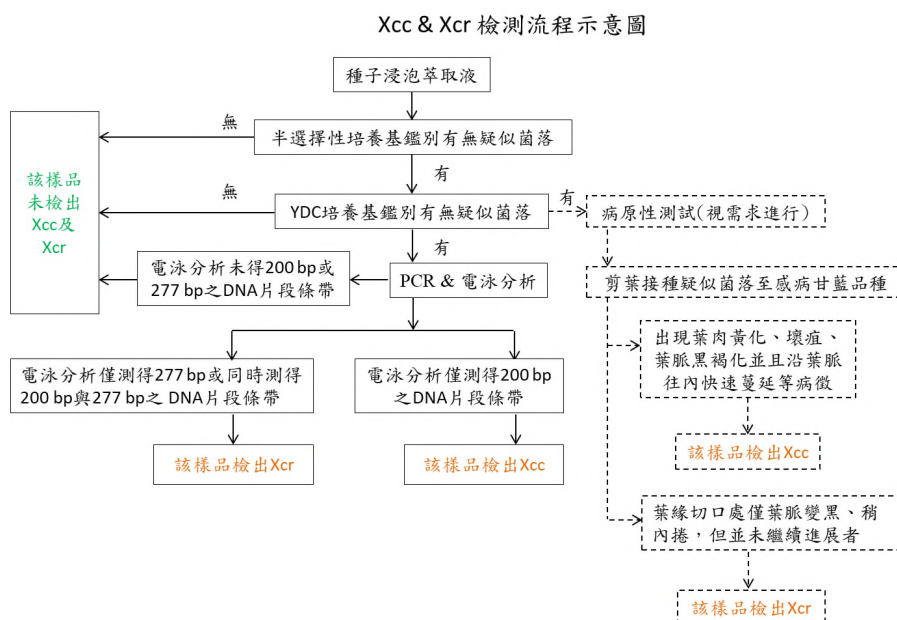 Xcc & Xcr 檢測流程示意圖
種子浸泡萃取液
無
半選擇性培養基鑑別有無疑似菌落
有
該樣品
未檢出
Xcc及
Xcr
無
YDC培養基鑑別有無疑似菌落
有
病原性測試(視需求進行)
有
電泳分析未得200 bp或
277 bp之DNA片段條帶
PCR & 電泳分析
剪葉接種疑似菌落至感病甘藍品種
電泳分析僅測得277 bp或同時測得
200 bp與277 bp之 DNA片段條帶
電泳分析僅測得200 bp
之DNA片段條帶
出現葉肉黃化、壞疽、
葉脈黑褐化並且沿葉脈
往內快速蔓延等病徵
該樣品檢出Xcr
該樣品檢出Xcc
該樣品檢出Xcc
葉緣切口處僅葉脈變黑、稍
內捲，但並未繼續進展者
該樣品檢出Xcr